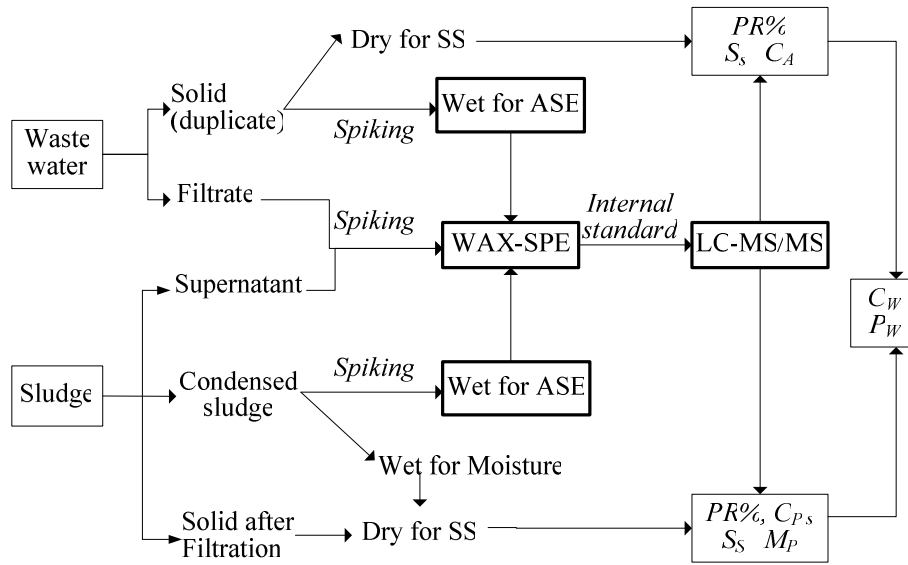 Dry for SS
PR%
Ss CA
Solid
(duplicate)
Spiking
Wet for ASE
Waste
water
Filtrate
Spiking
WAX-SPE
Internal
standard
LC-MS/MS
Supernatant
CW
PW
Sludge
Condensed
sludge
Spiking
Wet for ASE
Wet for Moisture
Solid after
Filtration
Dry for SS
PR%, CPs
SS MP